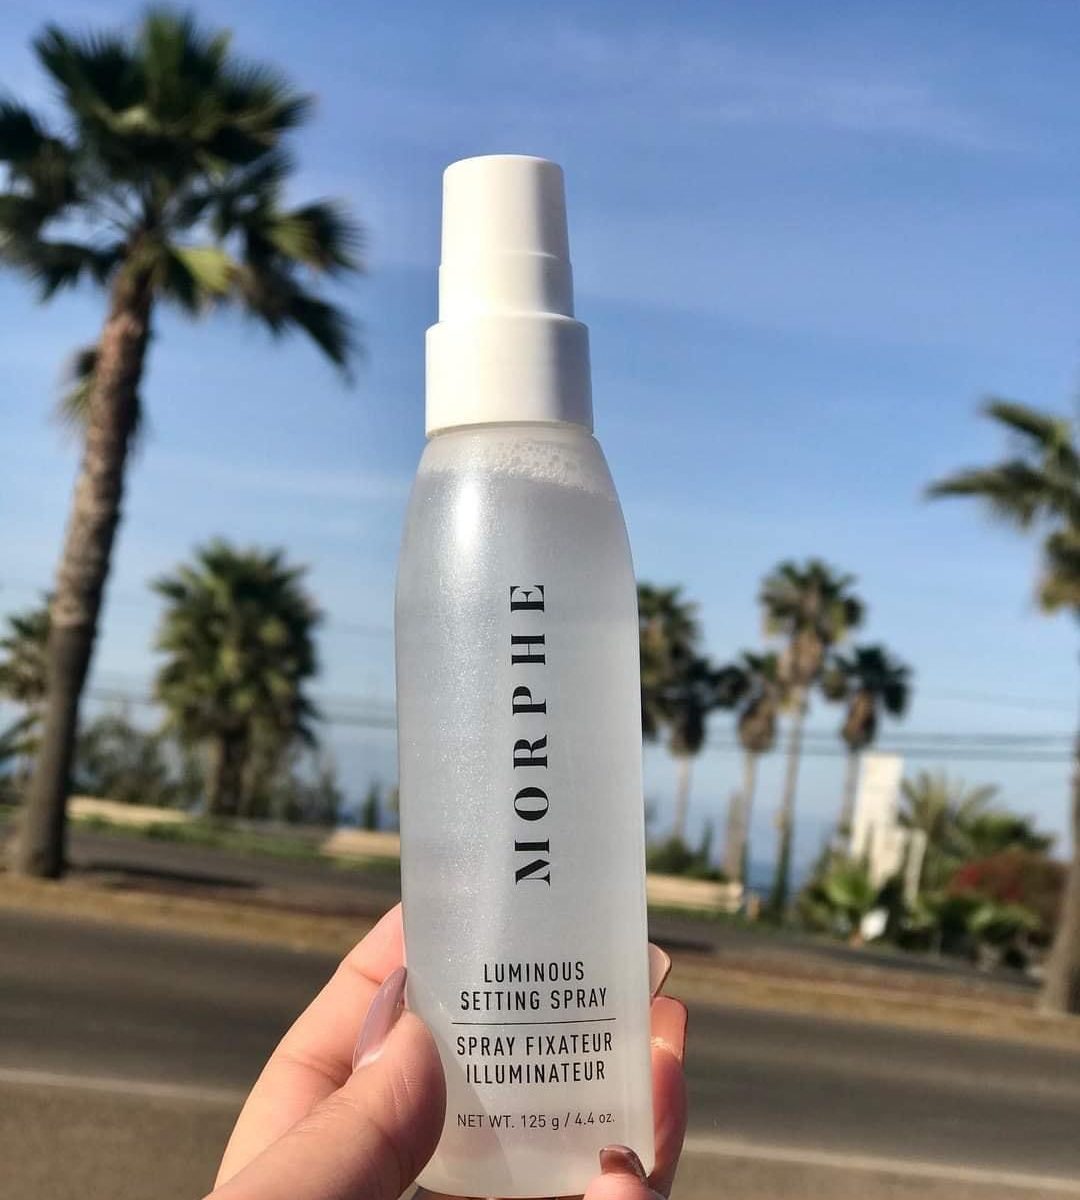 MORPHE
LUMINOUS
SETTING SPRAY
SPRAY FIXATEUR
ILLUMINATEUR
NET WT. 125 g / 4.4 oz.